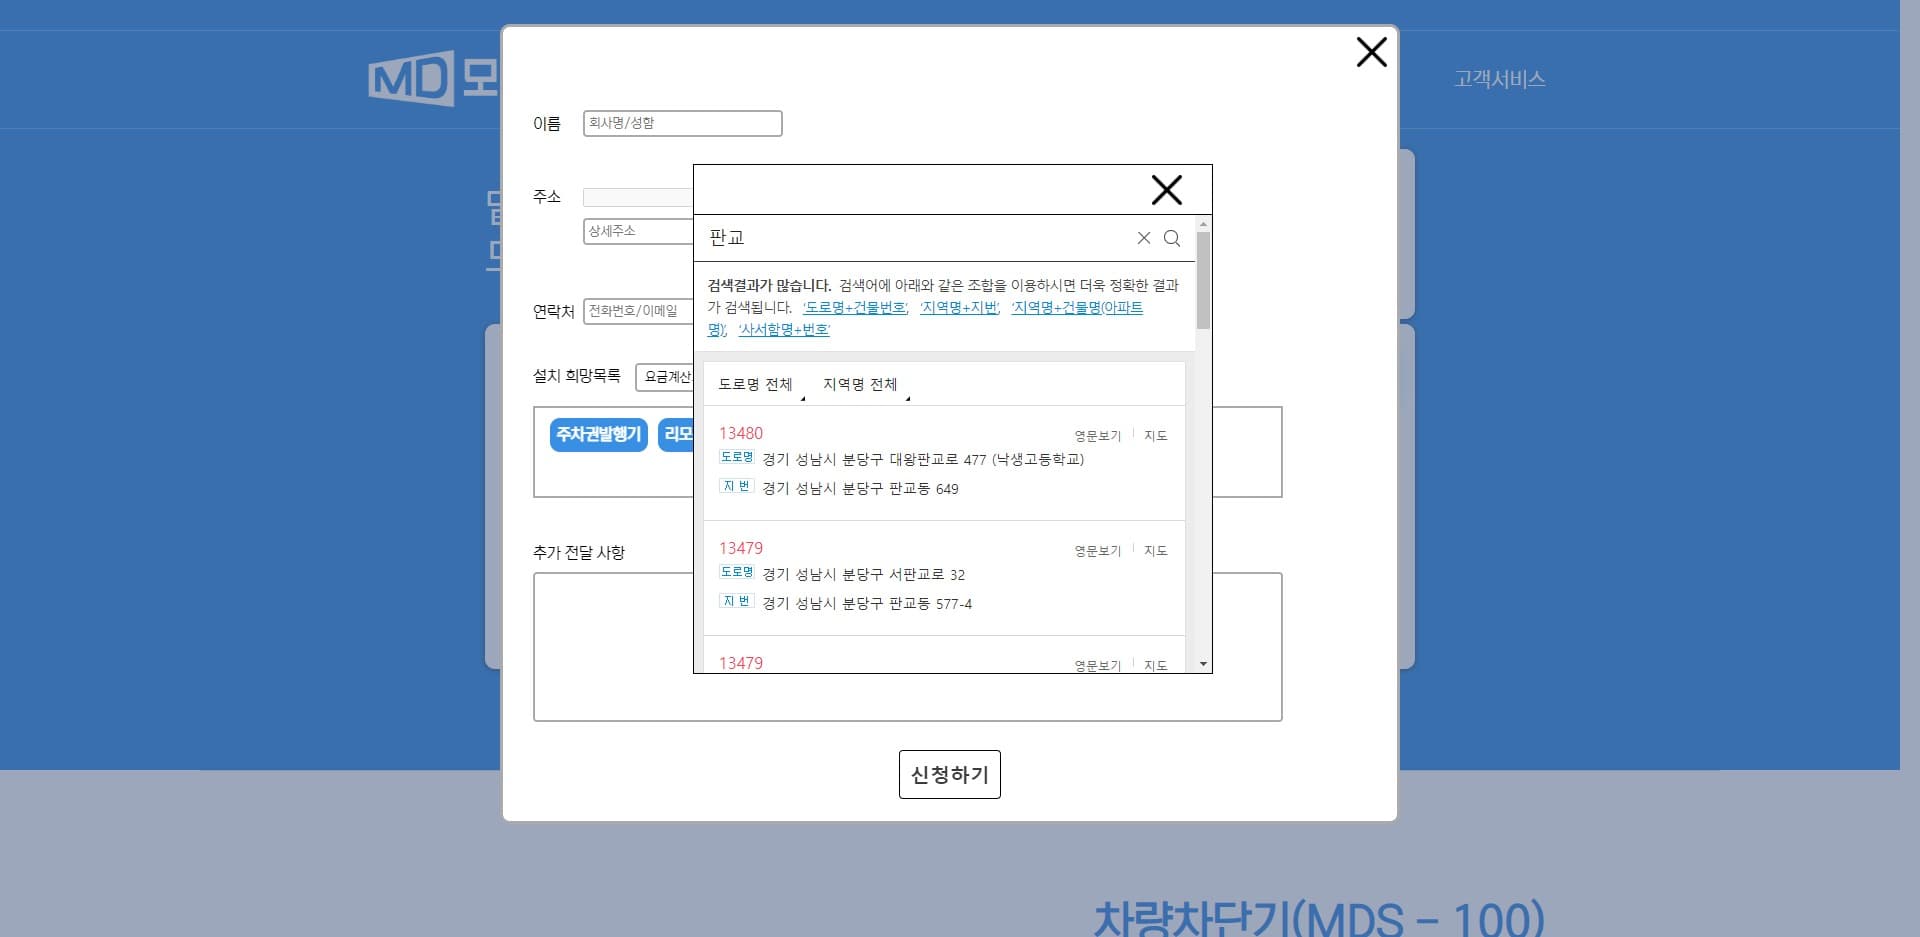 MD모
고객서비스
이름 회사명/성함
주소
상세주소
연락처 전화번호/이메일
설치 희망목록 요금계산
주차권발행기 리모
추가 전달 사항
판교
검색결과가 많습니다. 검색어에 아래와 같은 조합을 이용하시면 더욱 정확한 결과
가 검색됩니다. '도로명+건물번호', '지역명+지번', '지역명+건물명(아파트
명)', '사서함명+번호'
도로명 전체 지역명 전체
13480 영문보기 지도
도로명 경기 성남시 분당구 대왕판교로 477 (낙생고등학교)
지 번 경기 성남시 분당구 판교동 649
13479 영문보기 지도
도로명 경기 성남시 분당구 서판교로 32
지 번 경기 성남시 분당구 판교동 577-4
13479 영문보기 지도
신청하기
차량차단기(MDS - 100)